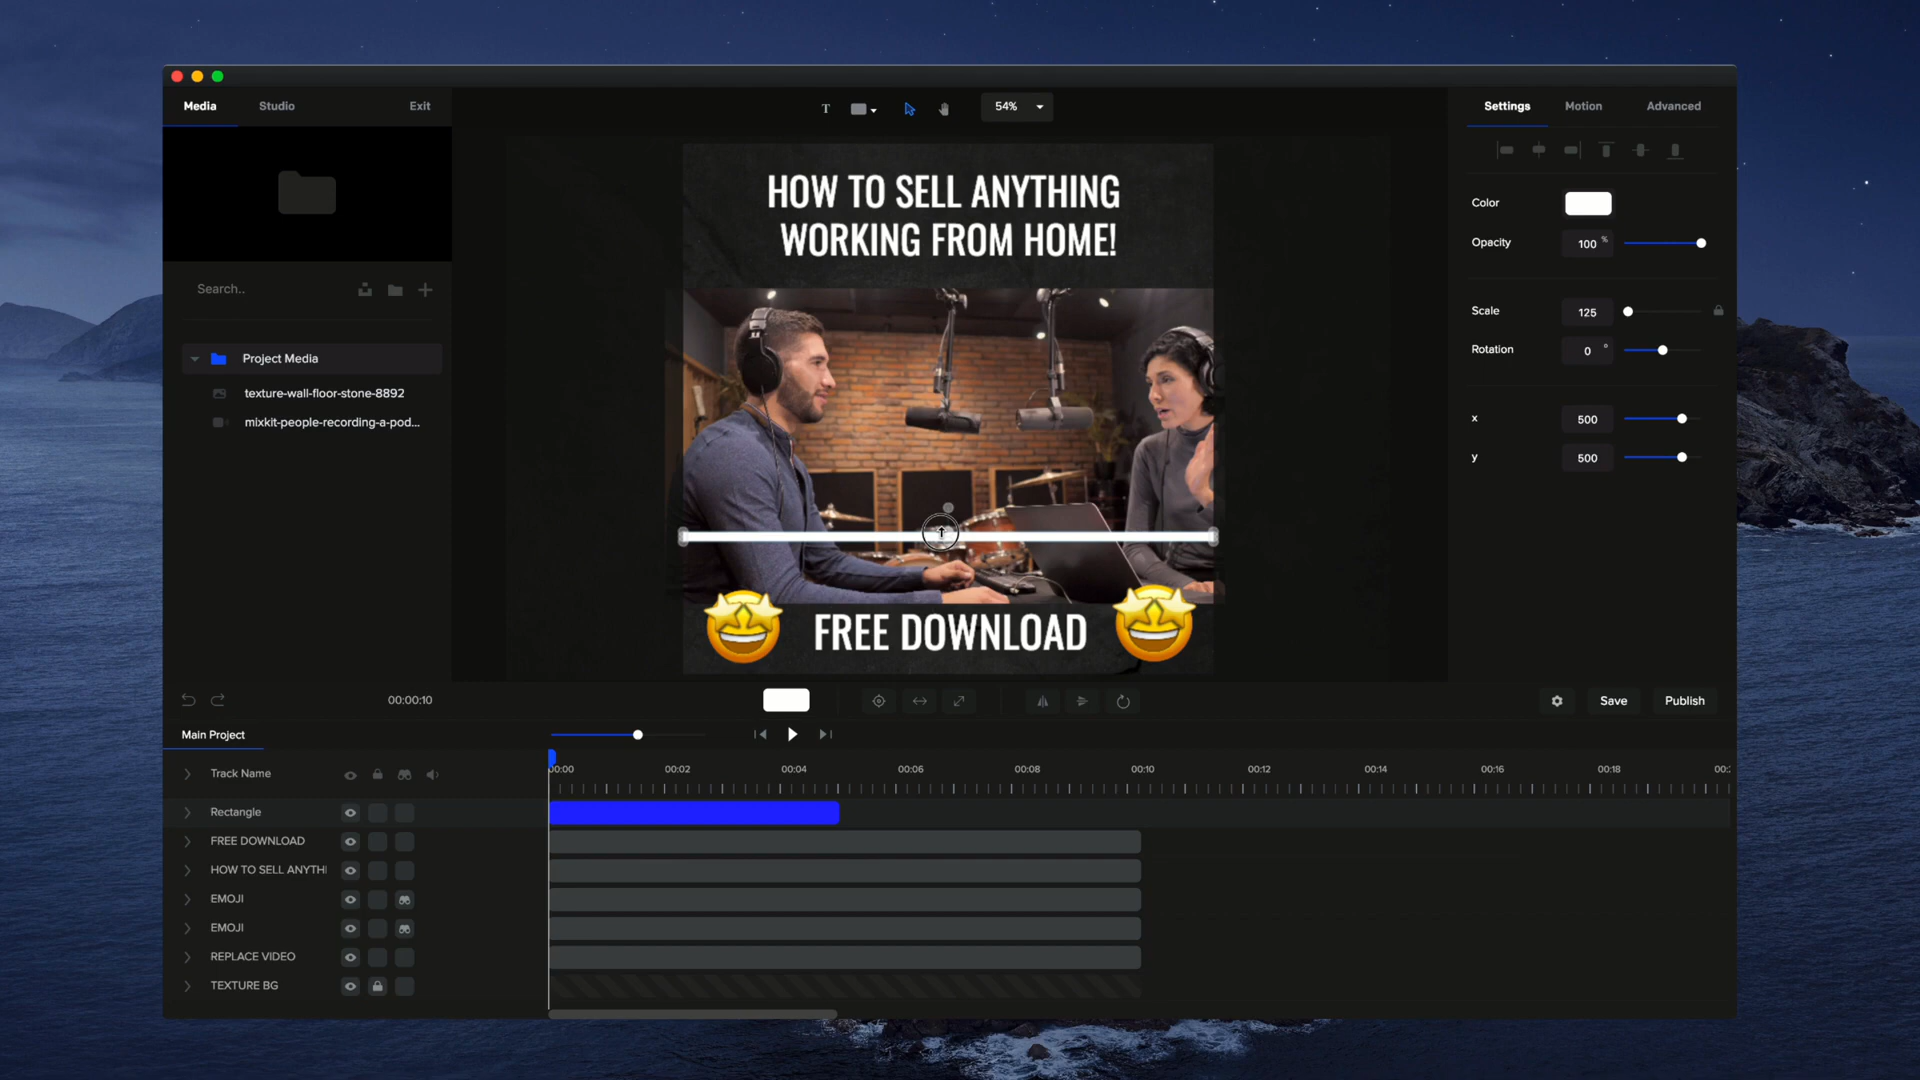 Media
Studio
Exit
T
54%
Settings
Motion
Advanced
HOW TO SELL ANYTHING
WORKING FROM HOME!
Color
Opacity
100 %
Search..
Scale
125
Rotation
0 °
Project Media
texture-wall-floor-stone-8892
mixkit-people-recording-a-pod...
x
500
y
500
FREE DOWNLOAD
00:00:10
Save
Publish
Main Project
Track Name
00:00
00:02
00:04
00:06
00:08
00:10
00:12
00:14
00:16
00:18
Rectangle
FREE DOWNLOAD
HOW TO SELL ANYTHI
EMOJI
EMOJI
REPLACE VIDEO
TEXTURE BG